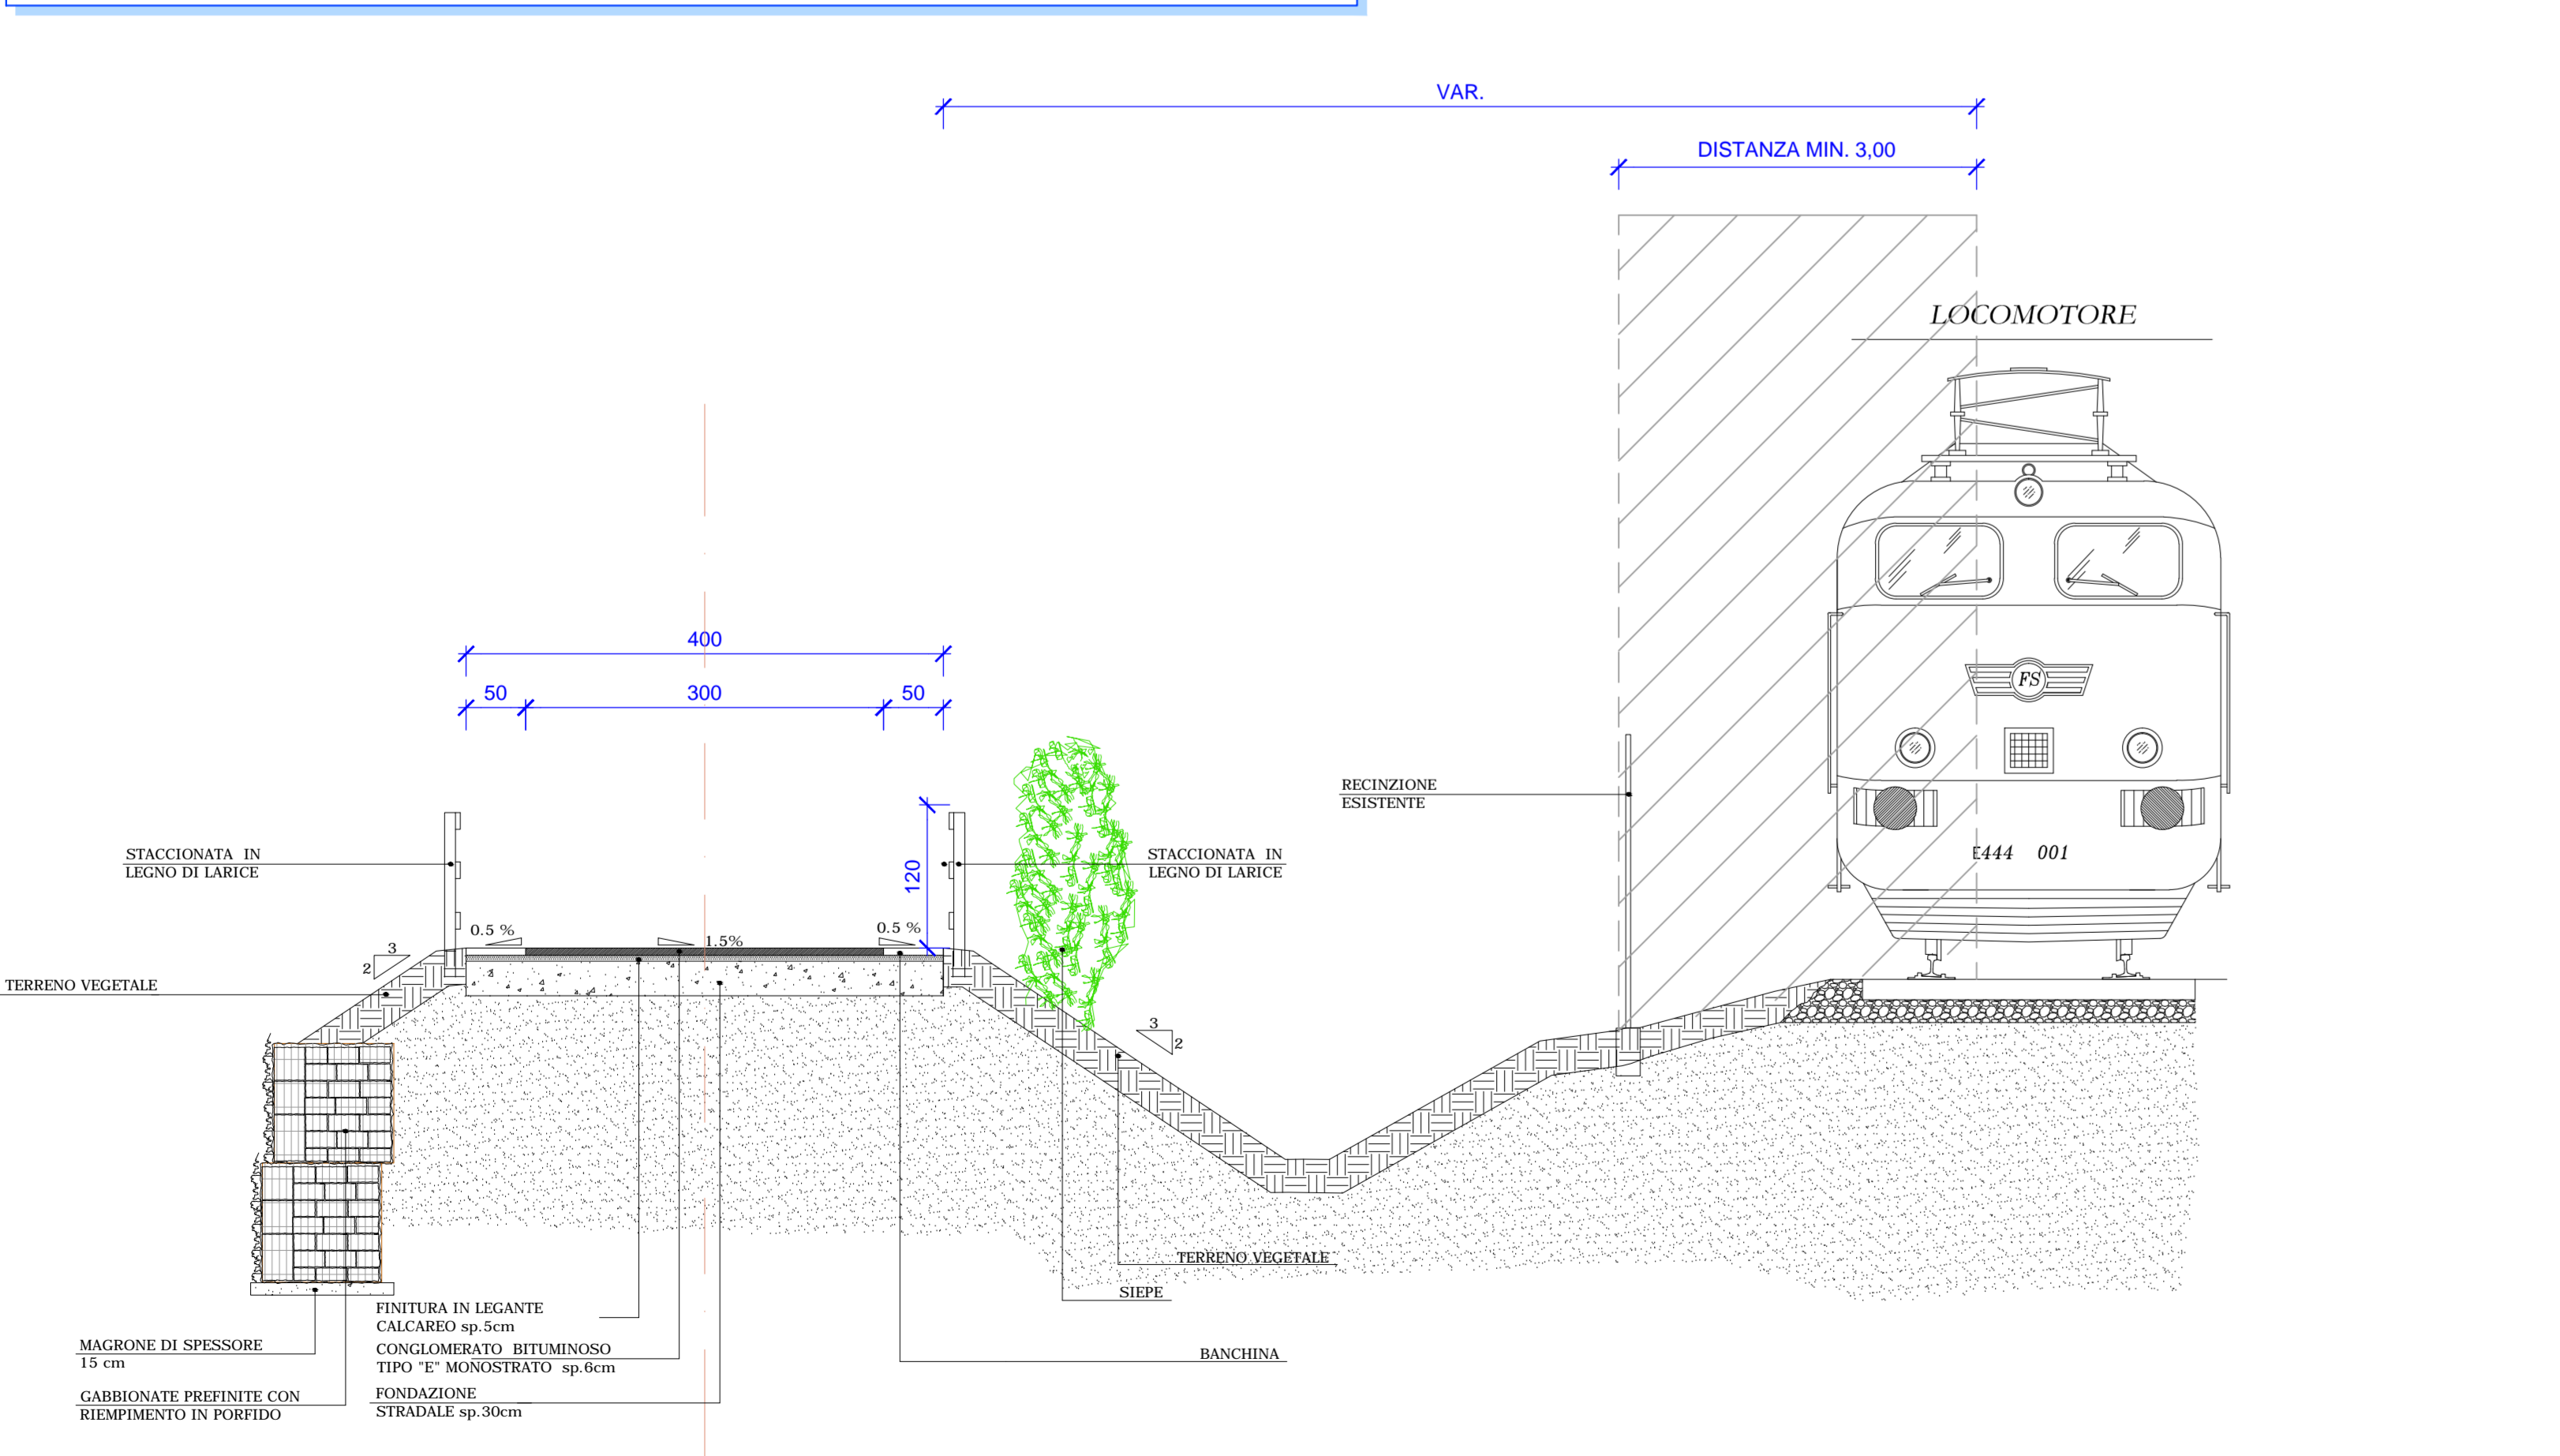 VAR.
DISTANZA MIN. 3,00
LOCOMOTORE
400
50 300 50
FS
RECINZIONE
ESISTENTE
STACCIONATA IN
LEGNO DI LARICE
120
STACCIONATA IN
LEGNO DI LARICE
E444 001
0.5 %
1.5%
0.5 %
3
2
TERRENO VEGETALE
3
2
TERRENO VEGETALE
SIEPE
FINITURA IN LEGANTE
CALCAREO sp.5cm
MAGRONE DI SPESSORE
15 cm
CONGLOMERATO BITUMINOSO
TIPO "E" MONOSTRATO sp.6cm
BANCHINA
GABBIONATE PREFINITE CON
RIEMPIMENTO IN PORFIDO
FONDAZIONE
STRADALE sp.30cm